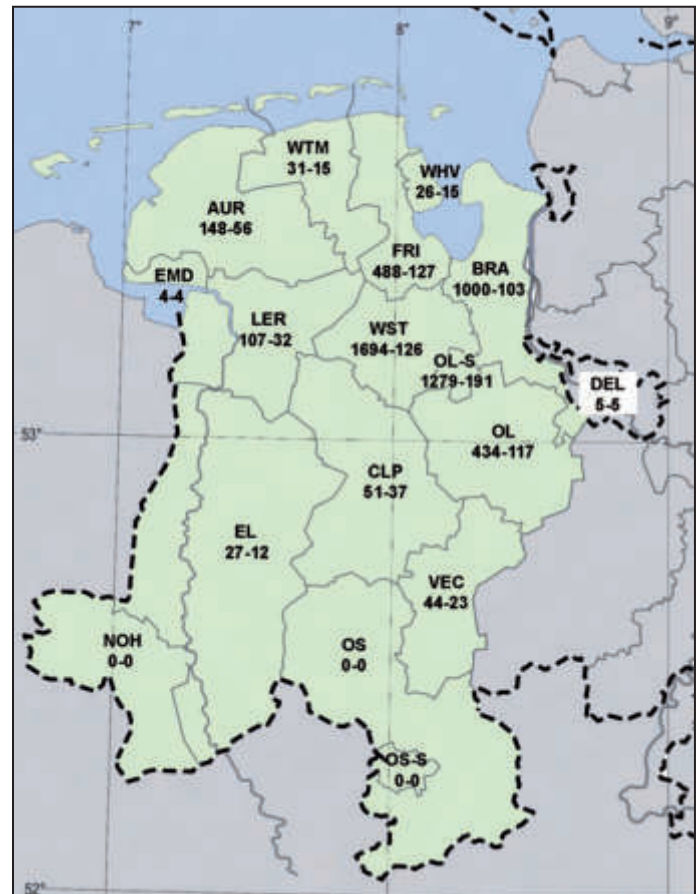 7°
8°
9°
WTM
31-15
WHV
26-15
AUR
148-56
FRI
488-127
BRA
1000-103
EMD
4-4
LER
107-32
WST
1694-126
OL-S
1279-191
DEL
5-5
53°
OL
434-117
CLP
51-37
EL
27-12
VEC
44-23
NOH
0-0
OS
0-0
OS-S
0-0
52°